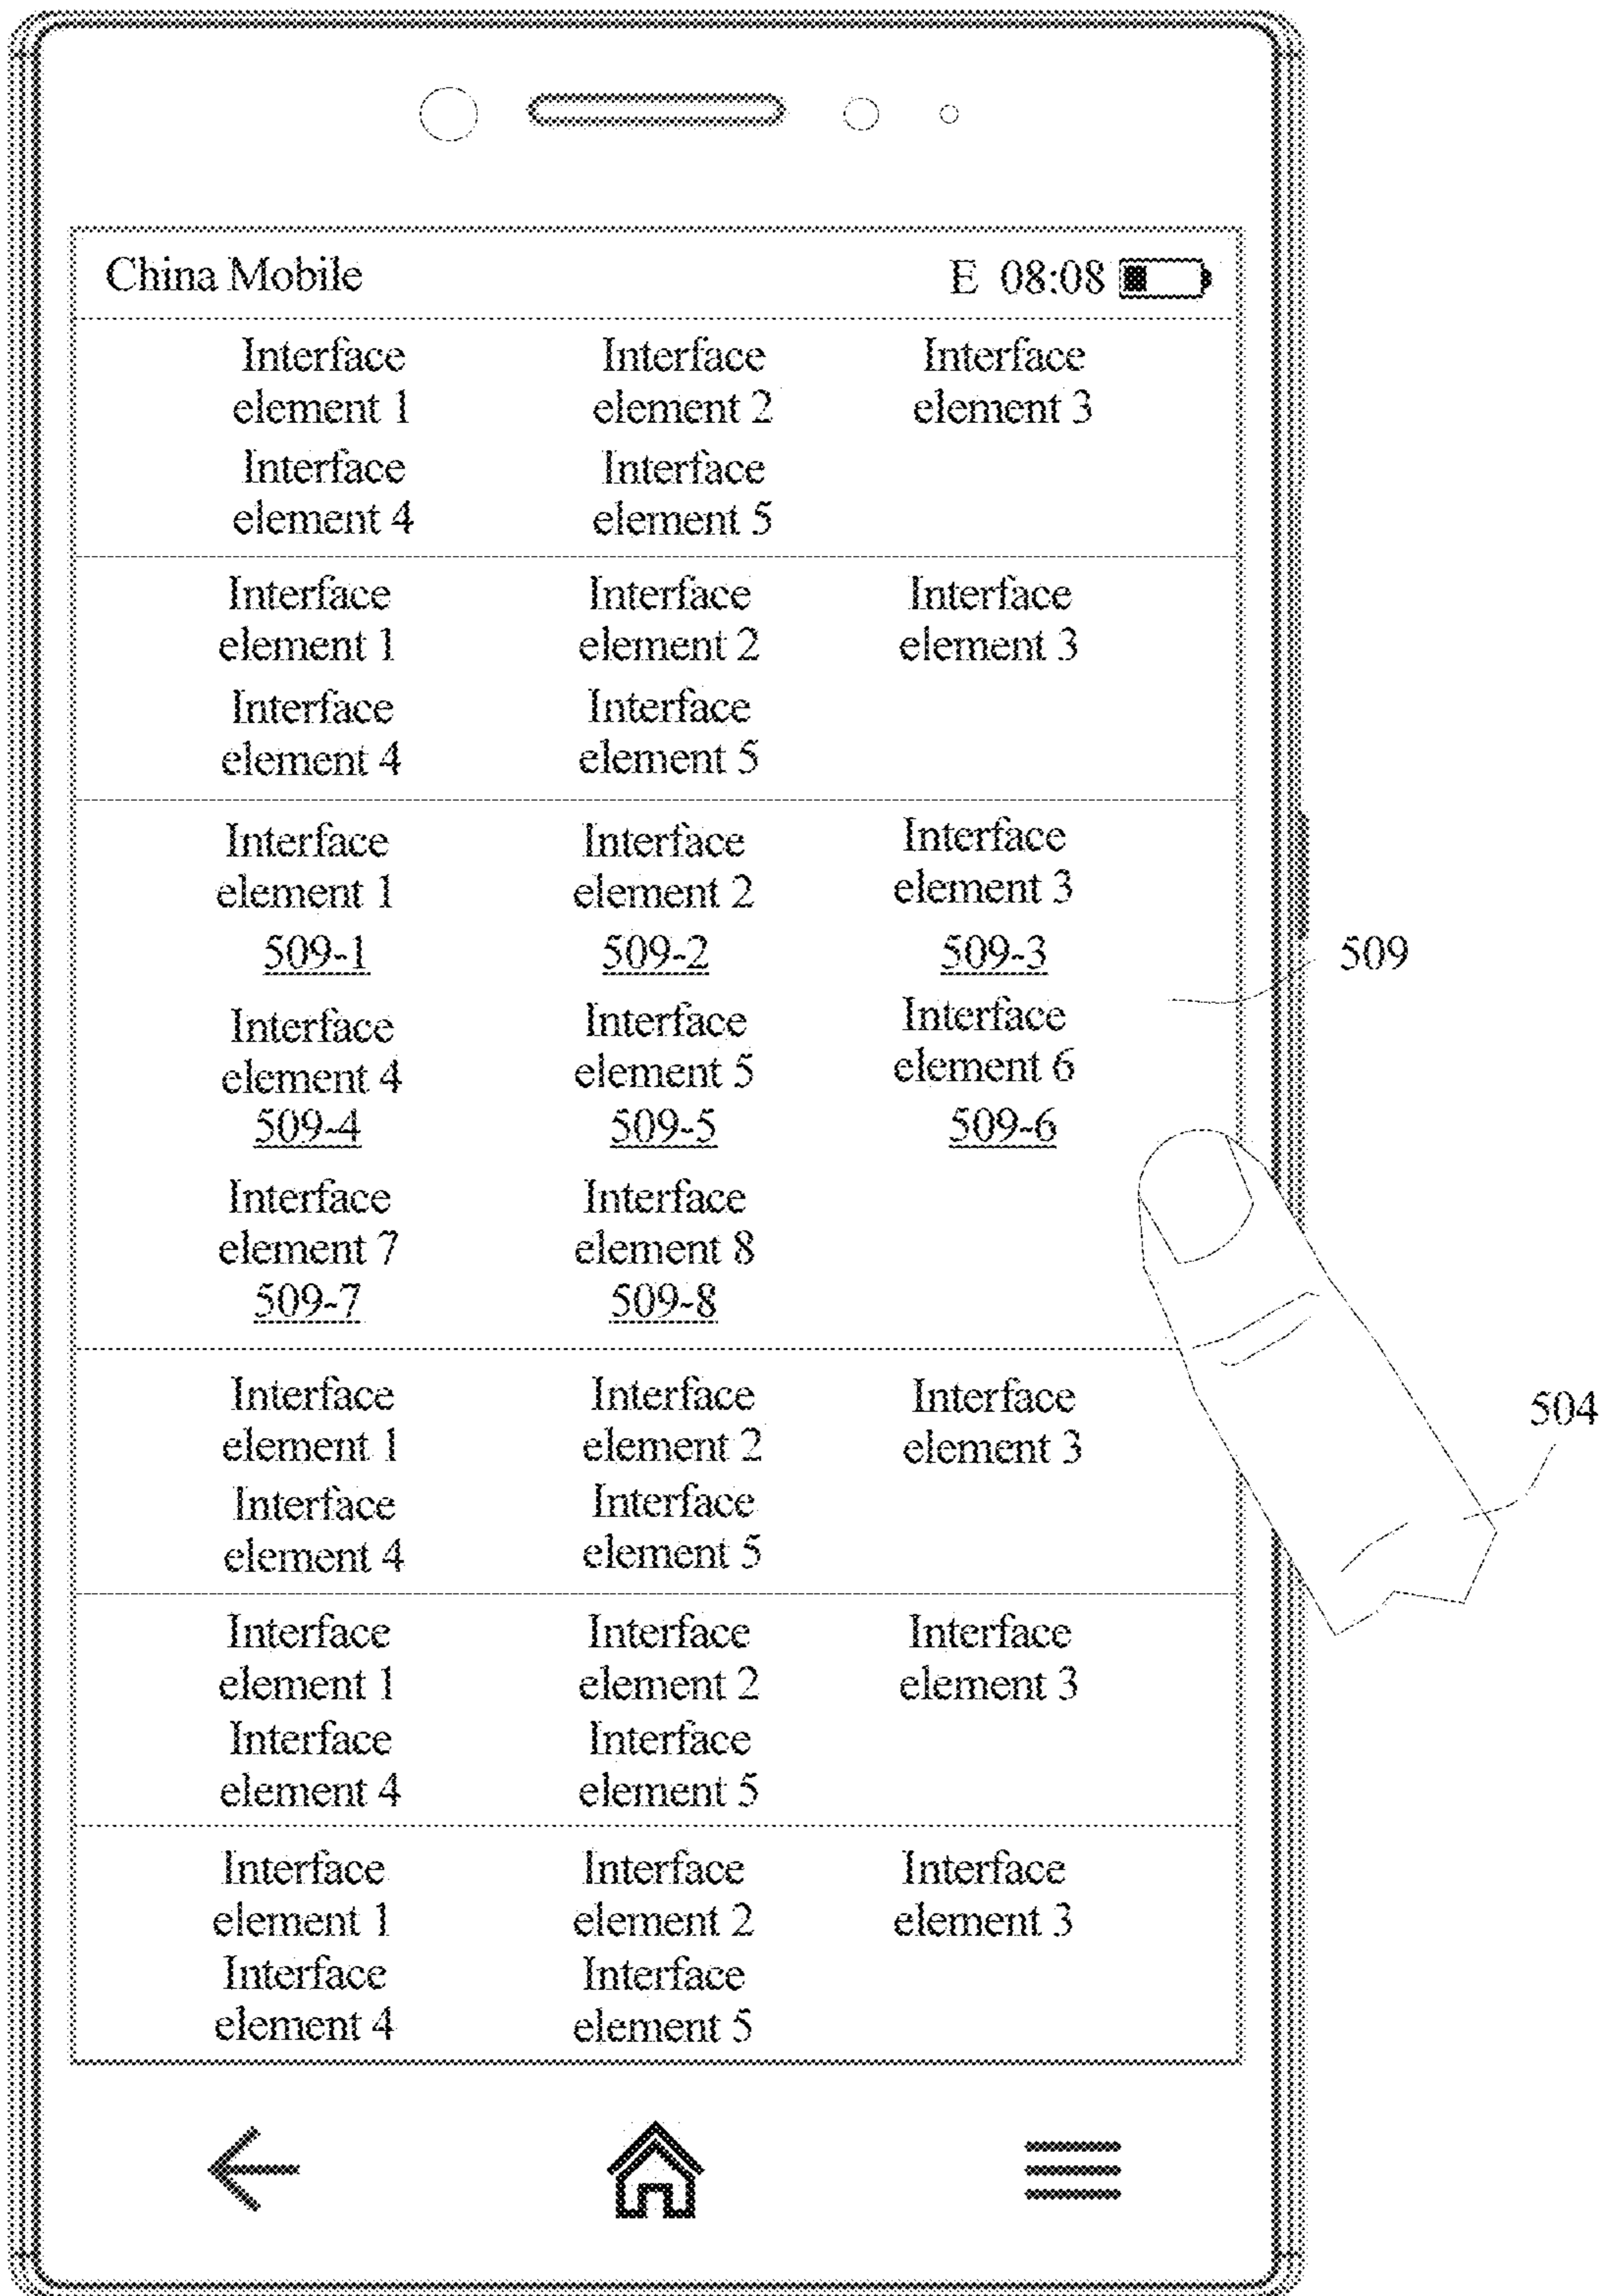 China Mobile E 08:08
Interface Interface Interface
element 1 element 2 element 3
Interface Interface
element 4 element 5
Interface Interface Interface
element 1 element 2 element 3
Interface Interface
element 4 element 5
Interface Interface Interface
element 1 element 2 element 3
509-1 509-2 509-3
509
Interface Interface Interface
element 4 element 5 element 6
509-4 509-5 509-6
Interface Interface
element 7 element 8
509-7 509-8
Interface Interface Interface
element 1 element 2 element 3
504
Interface Interface
element 4 element 5
Interface Interface Interface
element 1 element 2 element 3
Interface Interface
element 4 element 5
Interface Interface Interface
element 1 element 2 element 3
Interface Interface
element 4 element 5